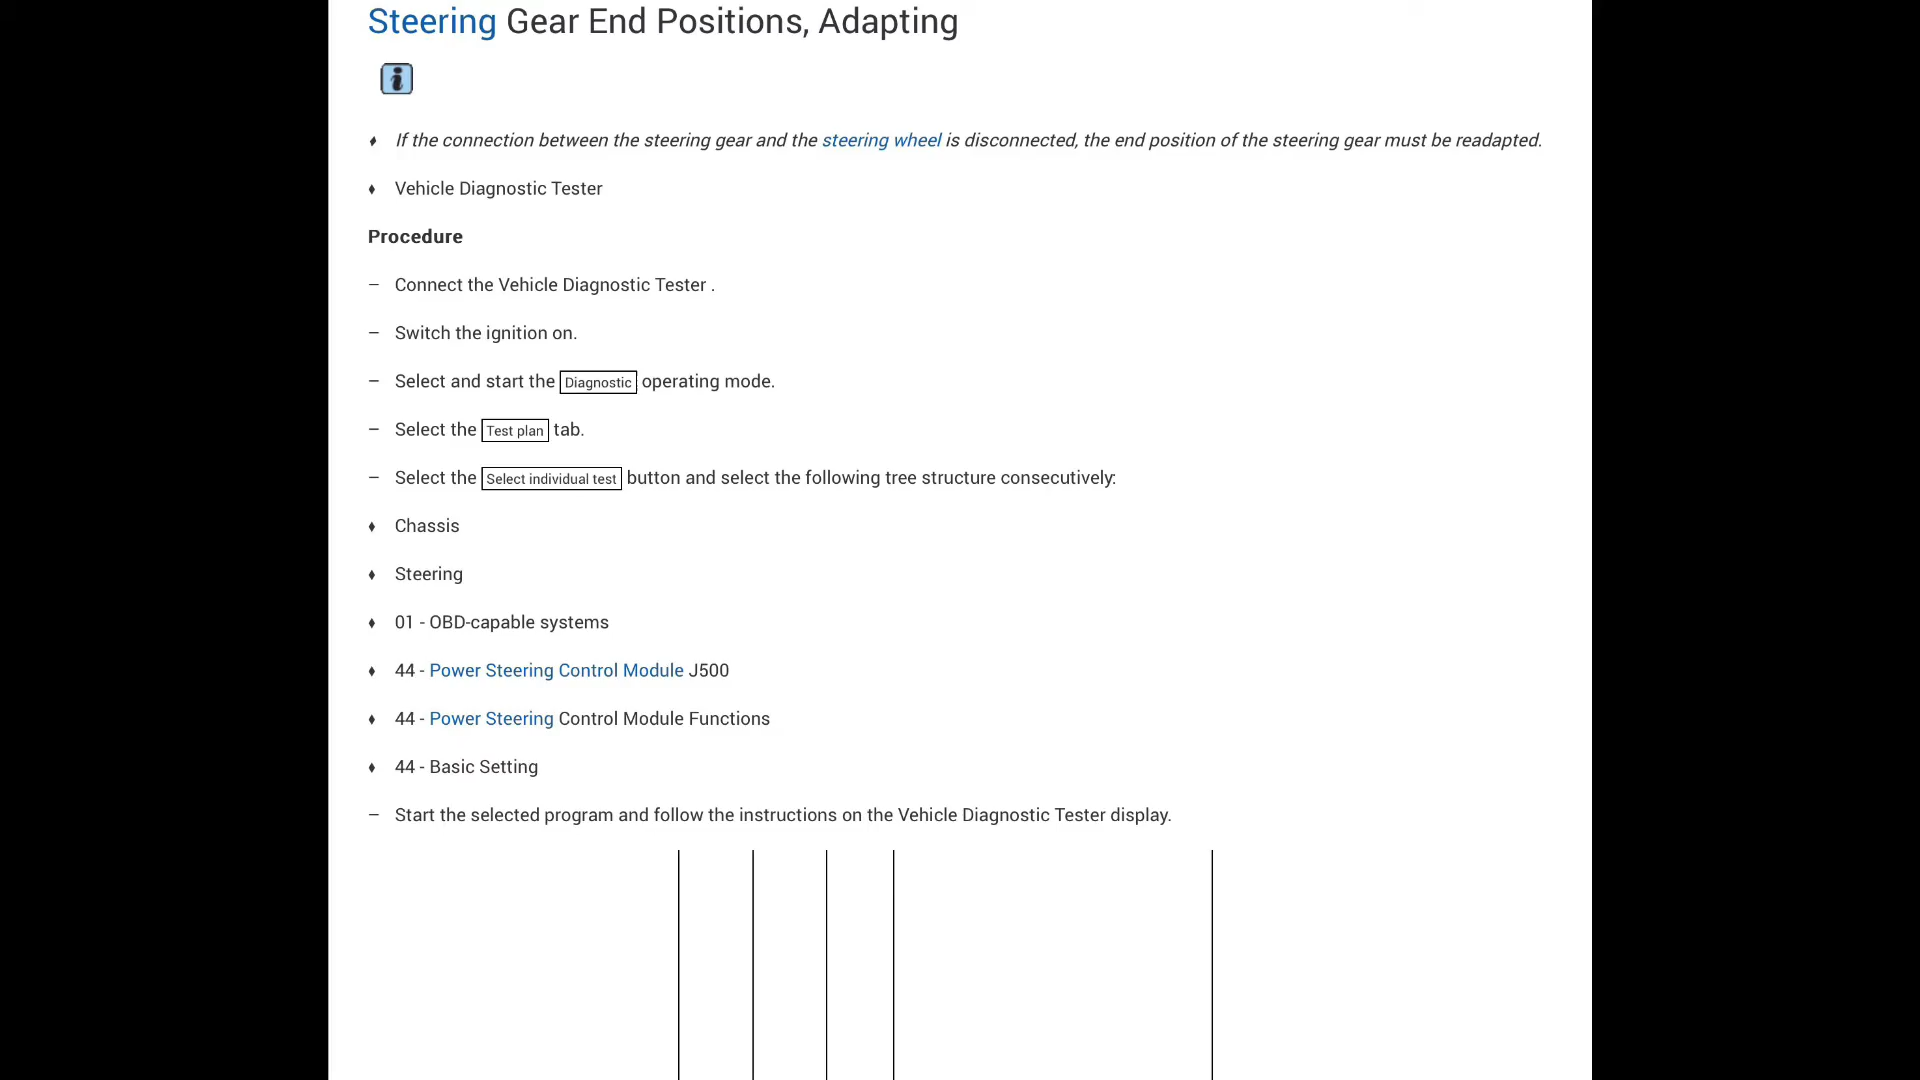 Steering Gear End Positions, Adapting
i
♦ If the connection between the steering gear and the steering wheel is disconnected, the end position of the steering gear must be readapted.
♦ Vehicle Diagnostic Tester
Procedure
– Connect the Vehicle Diagnostic Tester .
– Switch the ignition on.
– Select and start the Diagnostic operating mode.
– Select the Test plan tab.
– Select the Select individual test button and select the following tree structure consecutively:
♦ Chassis
♦ Steering
♦ 01 - OBD-capable systems
♦ 44 - Power Steering Control Module J500
♦ 44 - Power Steering Control Module Functions
♦ 44 - Basic Setting
– Start the selected program and follow the instructions on the Vehicle Diagnostic Tester display.